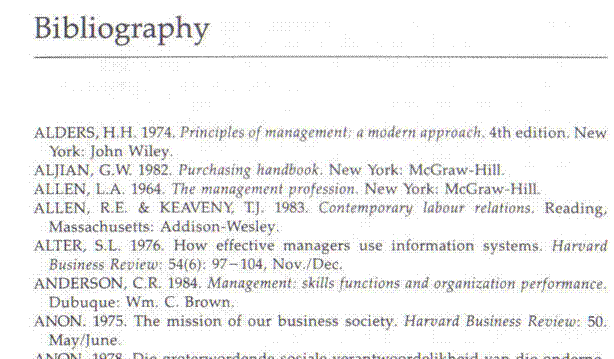 Bibliography
ALDERS, H.H. 1974. Principles of management: a modern approach. 4th edition. New
York: John Wiley.
ALJIAN, G.W. 1982. Purchasing handbook. New York: McGraw-Hill.
ALLEN, L.A. 1964. The management profession. New York: McGraw-Hill.
ALLEN, R.E. & KEAVENY, T.J. 1983. Contemporary labour relations. Reading,
Massachusetts: Addison-Wesley.
ALTER, S.L. 1976. How effective managers use information systems. Harvard
Business Review: 54(6): 97–104, Nov./Dec.
ANDERSON, C.R. 1984. Management: skills functions and organization performance.
Dubuque: Wm. C. Brown.
ANON. 1975. The mission of our business society. Harvard Business Review: 50.
May/June.
ANON. 1978. Die groterwordende sosiale verantwoordelikheid van die onderne-